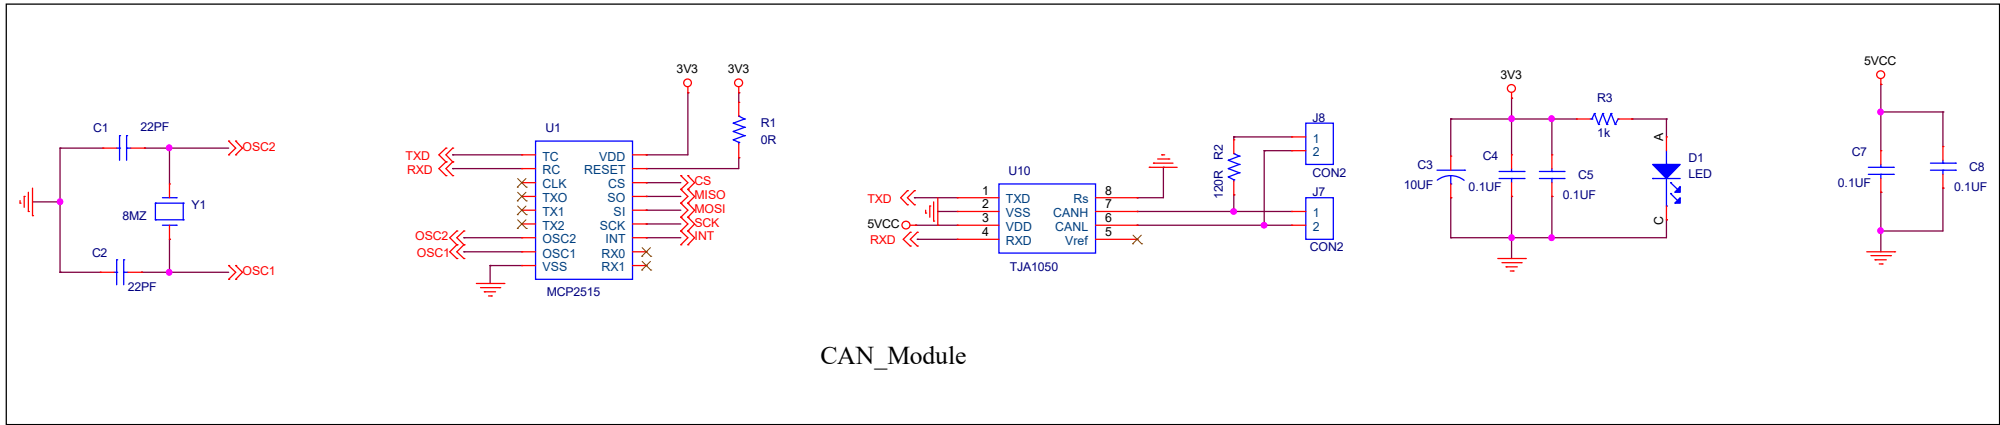 C1
22PF
OSC2
8MZ
Y1
C2
22PF
OSC1
3V3
3V3
R1
0R
U1
TXD
RXD
TC
RC
CLK
TXO
TX1
TX2
OSC2
OSC1
VSS
VDD
RESET
CS
SO
SI
SCK
INT
RX0
RX1
CS
MISO
MOSI
SCK
INT
OSC2
OSC1
MCP2515
U10
TXD
5VCC
RXD
1
2
3
4
TXD
VSS
VDD
RXD
Rs
CANH
CANL
Vref
8
7
6
5
TJA1050
120R
R2
J8
1
2
CON2
J7
1
2
CON2
3V3
R3
1k
C3
10UF
C4
0.1UF
C5
0.1UF
A
D1
LED
C
5VCC
C7
0.1UF
C8
0.1UF
CAN_Module